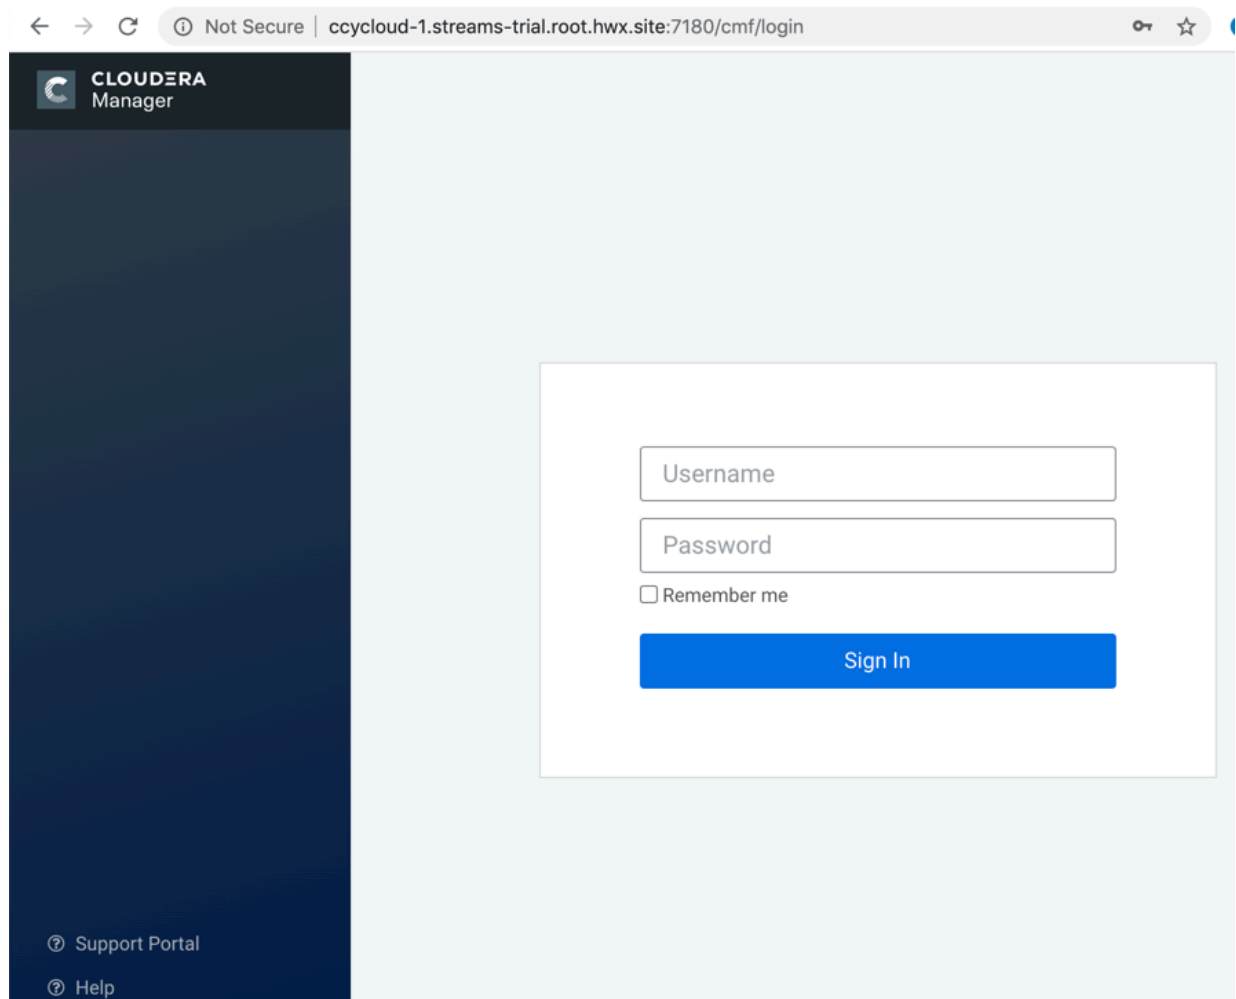 Not Secure | ccycloud-1.streams-trial.root.hwx.site:7180/cmf/login
CLOUDERA
Manager
Username
Password
Remember me
Sign In
Support Portal
Help